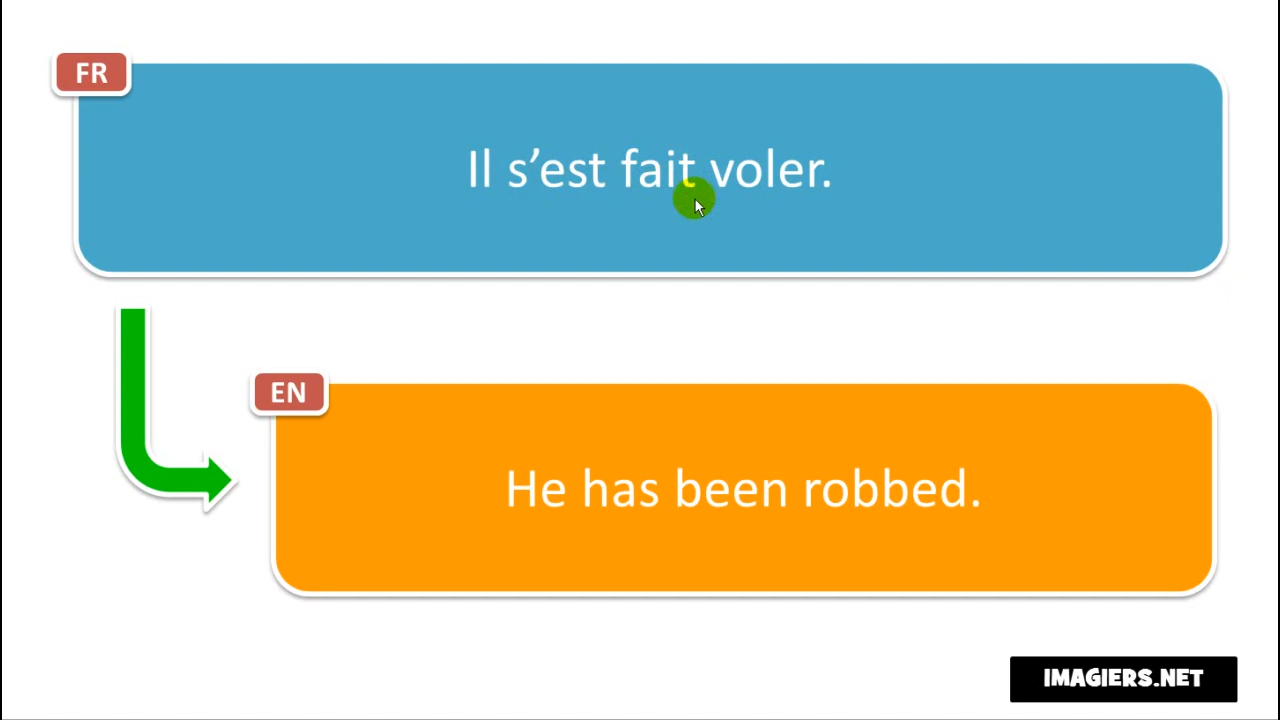 FR
Il s’est fait voler.
EN
He has been robbed.
IMAGIERS.NET